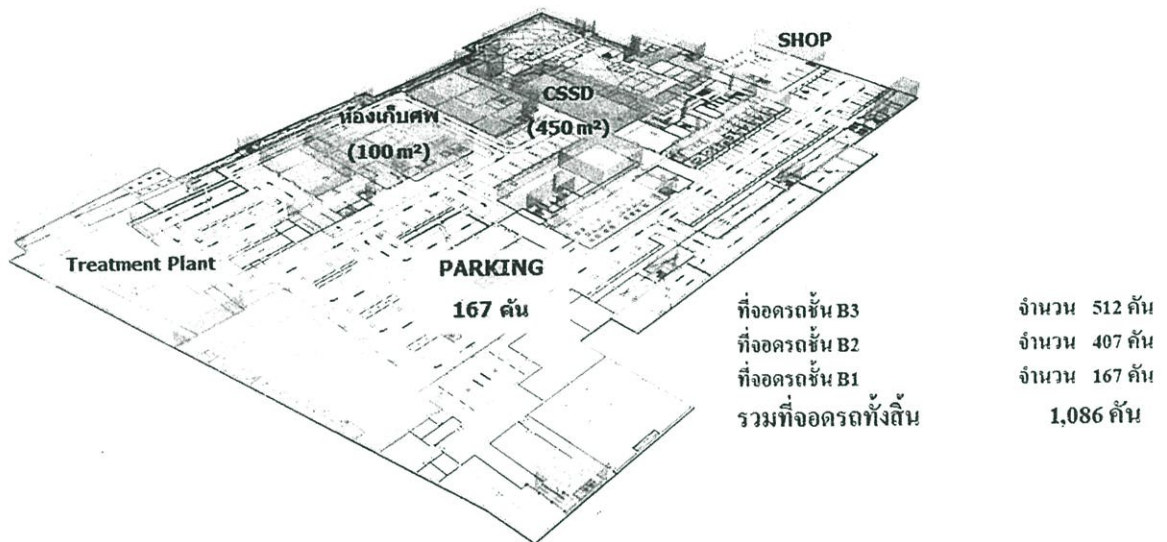 SHOP
CSSD
(450 m²)
ห้องเก็บศพ
(100 m²)
Treatment Plant
PARKING
167 คัน
ที่จอดรถชั้น B3 จำนวน 512 คัน
ที่จอดรถชั้น B2 จำนวน 407 คัน
ที่จอดรถชั้น B1 จำนวน 167 คัน
รวมที่จอดรถทั้งสิ้น 1,086 คัน